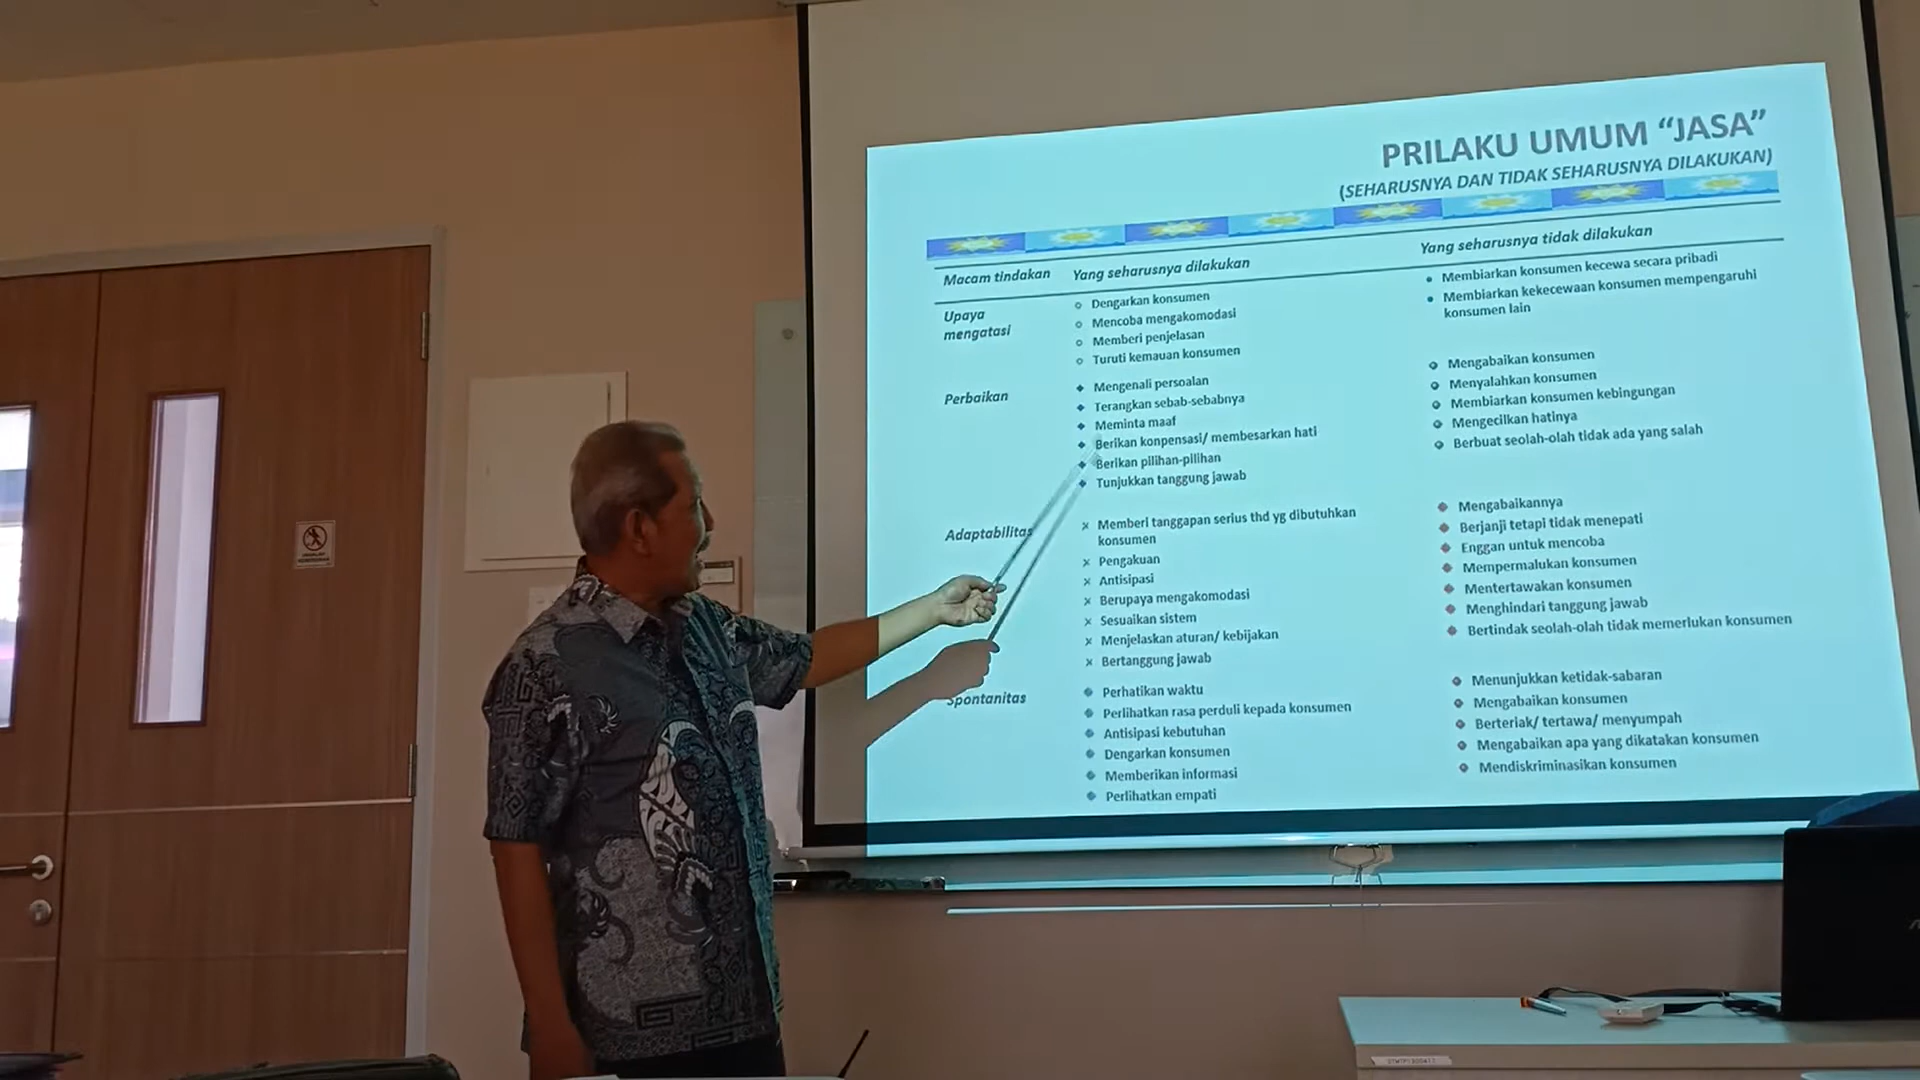 PRILAKU UMUM “JASA”
(SEHARUSNYA DAN TIDAK SEHARUSNYA DILAKUKAN)
Macam tindakan
Yang seharusnya dilakukan
Yang seharusnya tidak dilakukan
Upaya
mengatasi
Dengarkan konsumen
Mencoba mengakomodasi
Memberi penjelasan
Turuti kemauan konsumen
Membiarkan konsumen kecewa secara pribadi
Membiarkan kekecewaan konsumen mempengaruhi
konsumen lain
Perbaikan
Mengenali persoalan
Terangkan sebab-sebabnya
Meminta maaf
Berikan konpensasi/ membesarkan hati
Berikan pilihan-pilihan
Tunjukkan tanggung jawab
Mengabaikan konsumen
Menyalahkan konsumen
Membiarkan konsumen kebingungan
Mengecilkan hatinya
Berbuat seolah-olah tidak ada yang salah
Adaptabilitas
Memberi tanggapan serius thd yg dibutuhkan
konsumen
Pengakuan
Antisipasi
Berupaya mengakomodasi
Sesuaikan sistem
Menjelaskan aturan/ kebijakan
Bertanggung jawab
Mengabaikannya
Berjanji tetapi tidak menepati
Enggan untuk mencoba
Mempermalukan konsumen
Mentertawakan konsumen
Menghindari tanggung jawab
Bertindak seolah-olah tidak memerlukan konsumen
Spontanitas
Perhatikan waktu
Perlihatkan rasa perduli kepada konsumen
Antisipasi kebutuhan
Dengarkan konsumen
Memberikan informasi
Perlihatkan empati
Menunjukkan ketidak-sabaran
Mengabaikan konsumen
Berteriak/ tertawa/ menyumpah
Mengabaikan apa yang dikatakan konsumen
Mendiskriminasikan konsumen